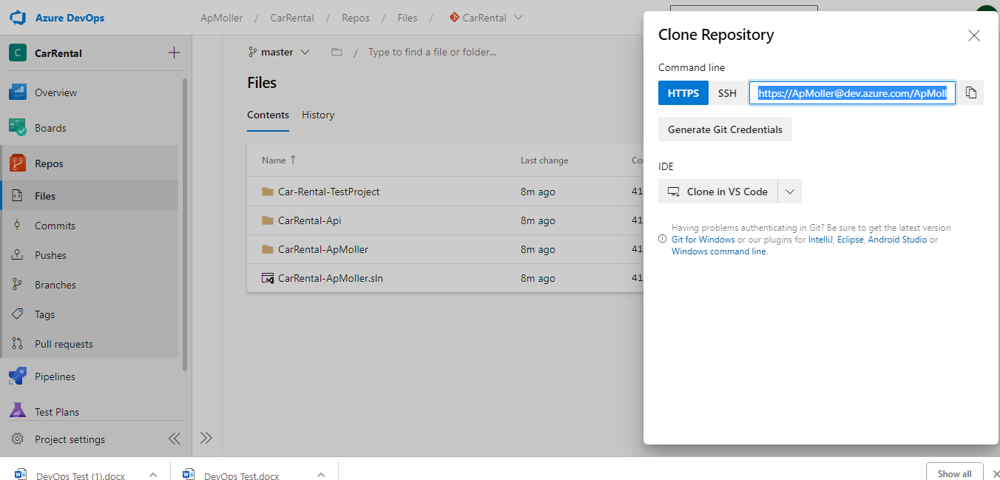 Azure DevOps
ApMoller / CarRental / Repos / Files / CarRental
C CarRental
Overview
Boards
Repos
Files
Commits
Pushes
Branches
Tags
Pull requests
Pipelines
Test Plans
Project settings
master / Type to find a file or folder...
Files
Contents History
Name ↑ Last change Co
Car-Rental-TestProject 8m ago 41
CarRental-Api 8m ago 41
CarRental-ApMoller 8m ago 41
CarRental-ApMoller.sln 8m ago 41
Clone Repository
Command line
HTTPS SSH https://ApMoller@dev.azure.com/ApMoll
Generate Git Credentials
IDE
Clone in VS Code
Having problems authenticating in Git? Be sure to get the latest version
Git for Windows or our plugins for IntelliJ, Eclipse, Android Studio or
Windows command line.
DevOps Test (1).docx DevOps Test.docx Show all